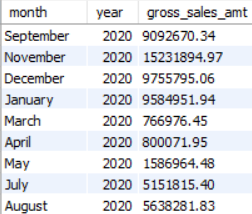 month year gross_sales_amt
September 2020 9092670.34
November 2020 15231894.97
December 2020 9755795.06
January 2020 9584951.94
March 2020 766976.45
April 2020 800071.95
May 2020 1586964.48
July 2020 5151815.40
August 2020 5638281.83